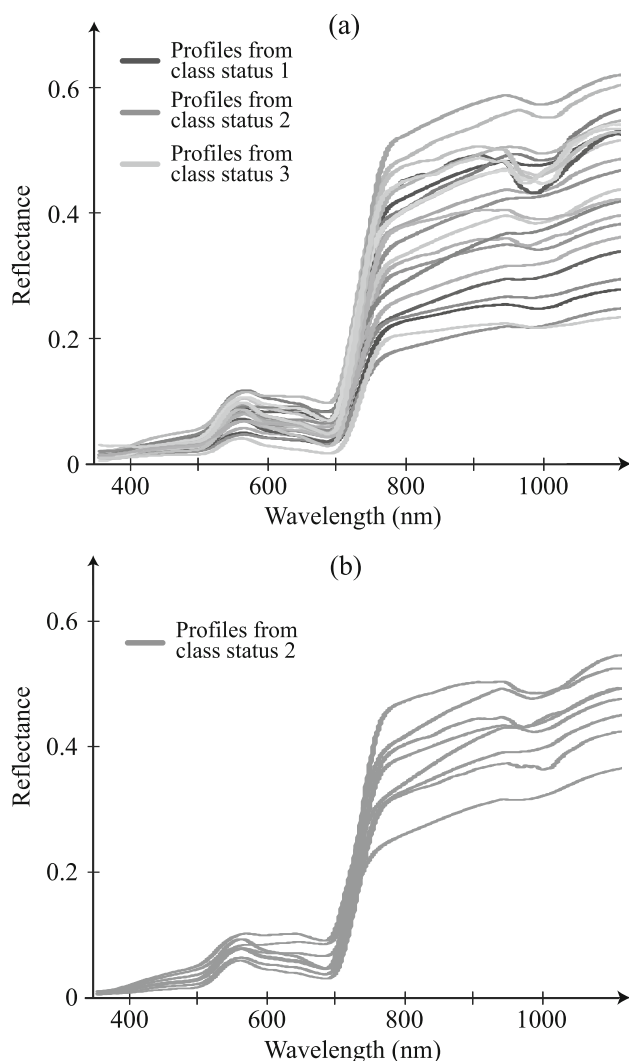 (a)
Profiles from
class status 1
Profiles from
class status 2
Profiles from
class status 3
Reflectance
0.6
0.4
0.2
0
400
600
800
1000
Wavelength (nm)
(b)
Profiles from
class status 2
Reflectance
0.6
0.4
0.2
0
400
600
800
1000
Wavelength (nm)